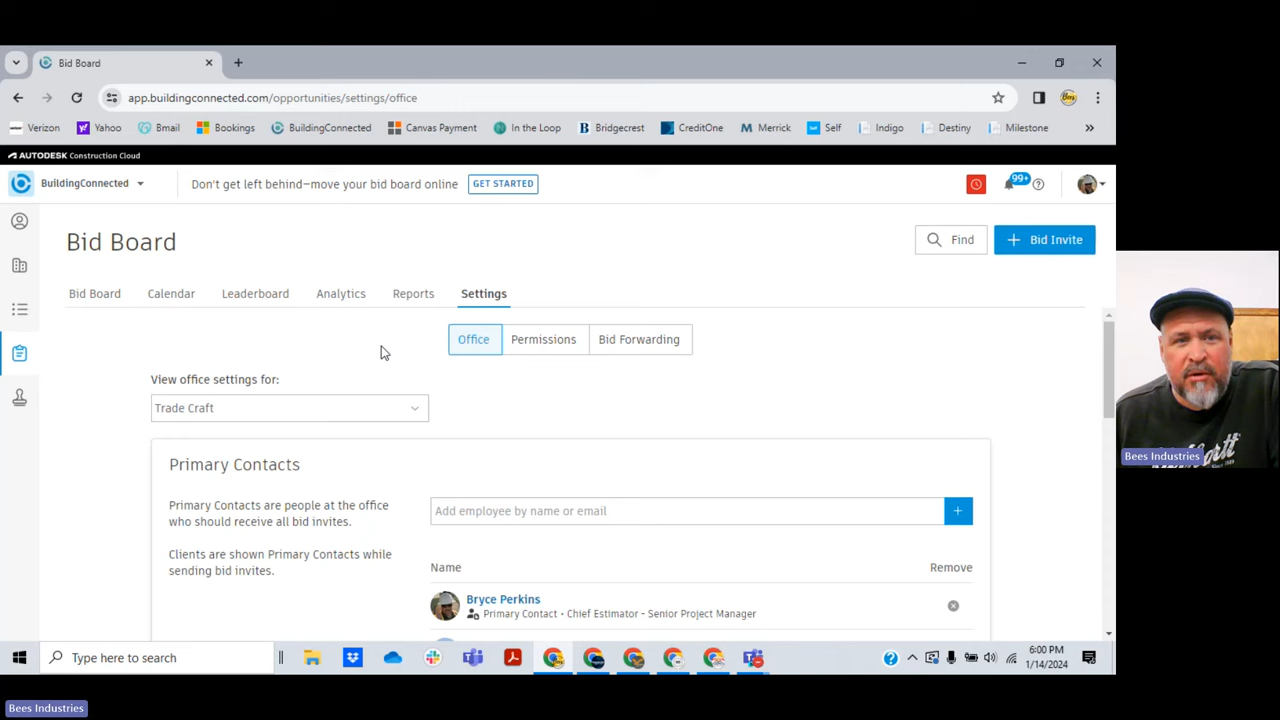 Bid Board
app.buildingconnected.com/opportunities/settings/office
Verizon Yahoo Bmail Bookings BuildingConnected Canvas Payment In the Loop Bridgecrest CreditOne Merrick Self Indigo Destiny Milestone
AUTODESK Construction Cloud
BuildingConnected Don't get left behind—move your bid board online GET STARTED 99+
Bid Board Find + Bid Invite
Bid Board Calendar Leaderboard Analytics Reports Settings
Office Permissions Bid Forwarding
View office settings for:
Trade Craft
Primary Contacts
Primary Contacts are people at the office
who should receive all bid invites.
Add employee by name or email +
Clients are shown Primary Contacts while
sending bid invites.
Name Remove
Bryce Perkins
Primary Contact • Chief Estimator - Senior Project Manager
Bees Industries
Type here to search
6:00 PM
1/14/2024
Bees Industries